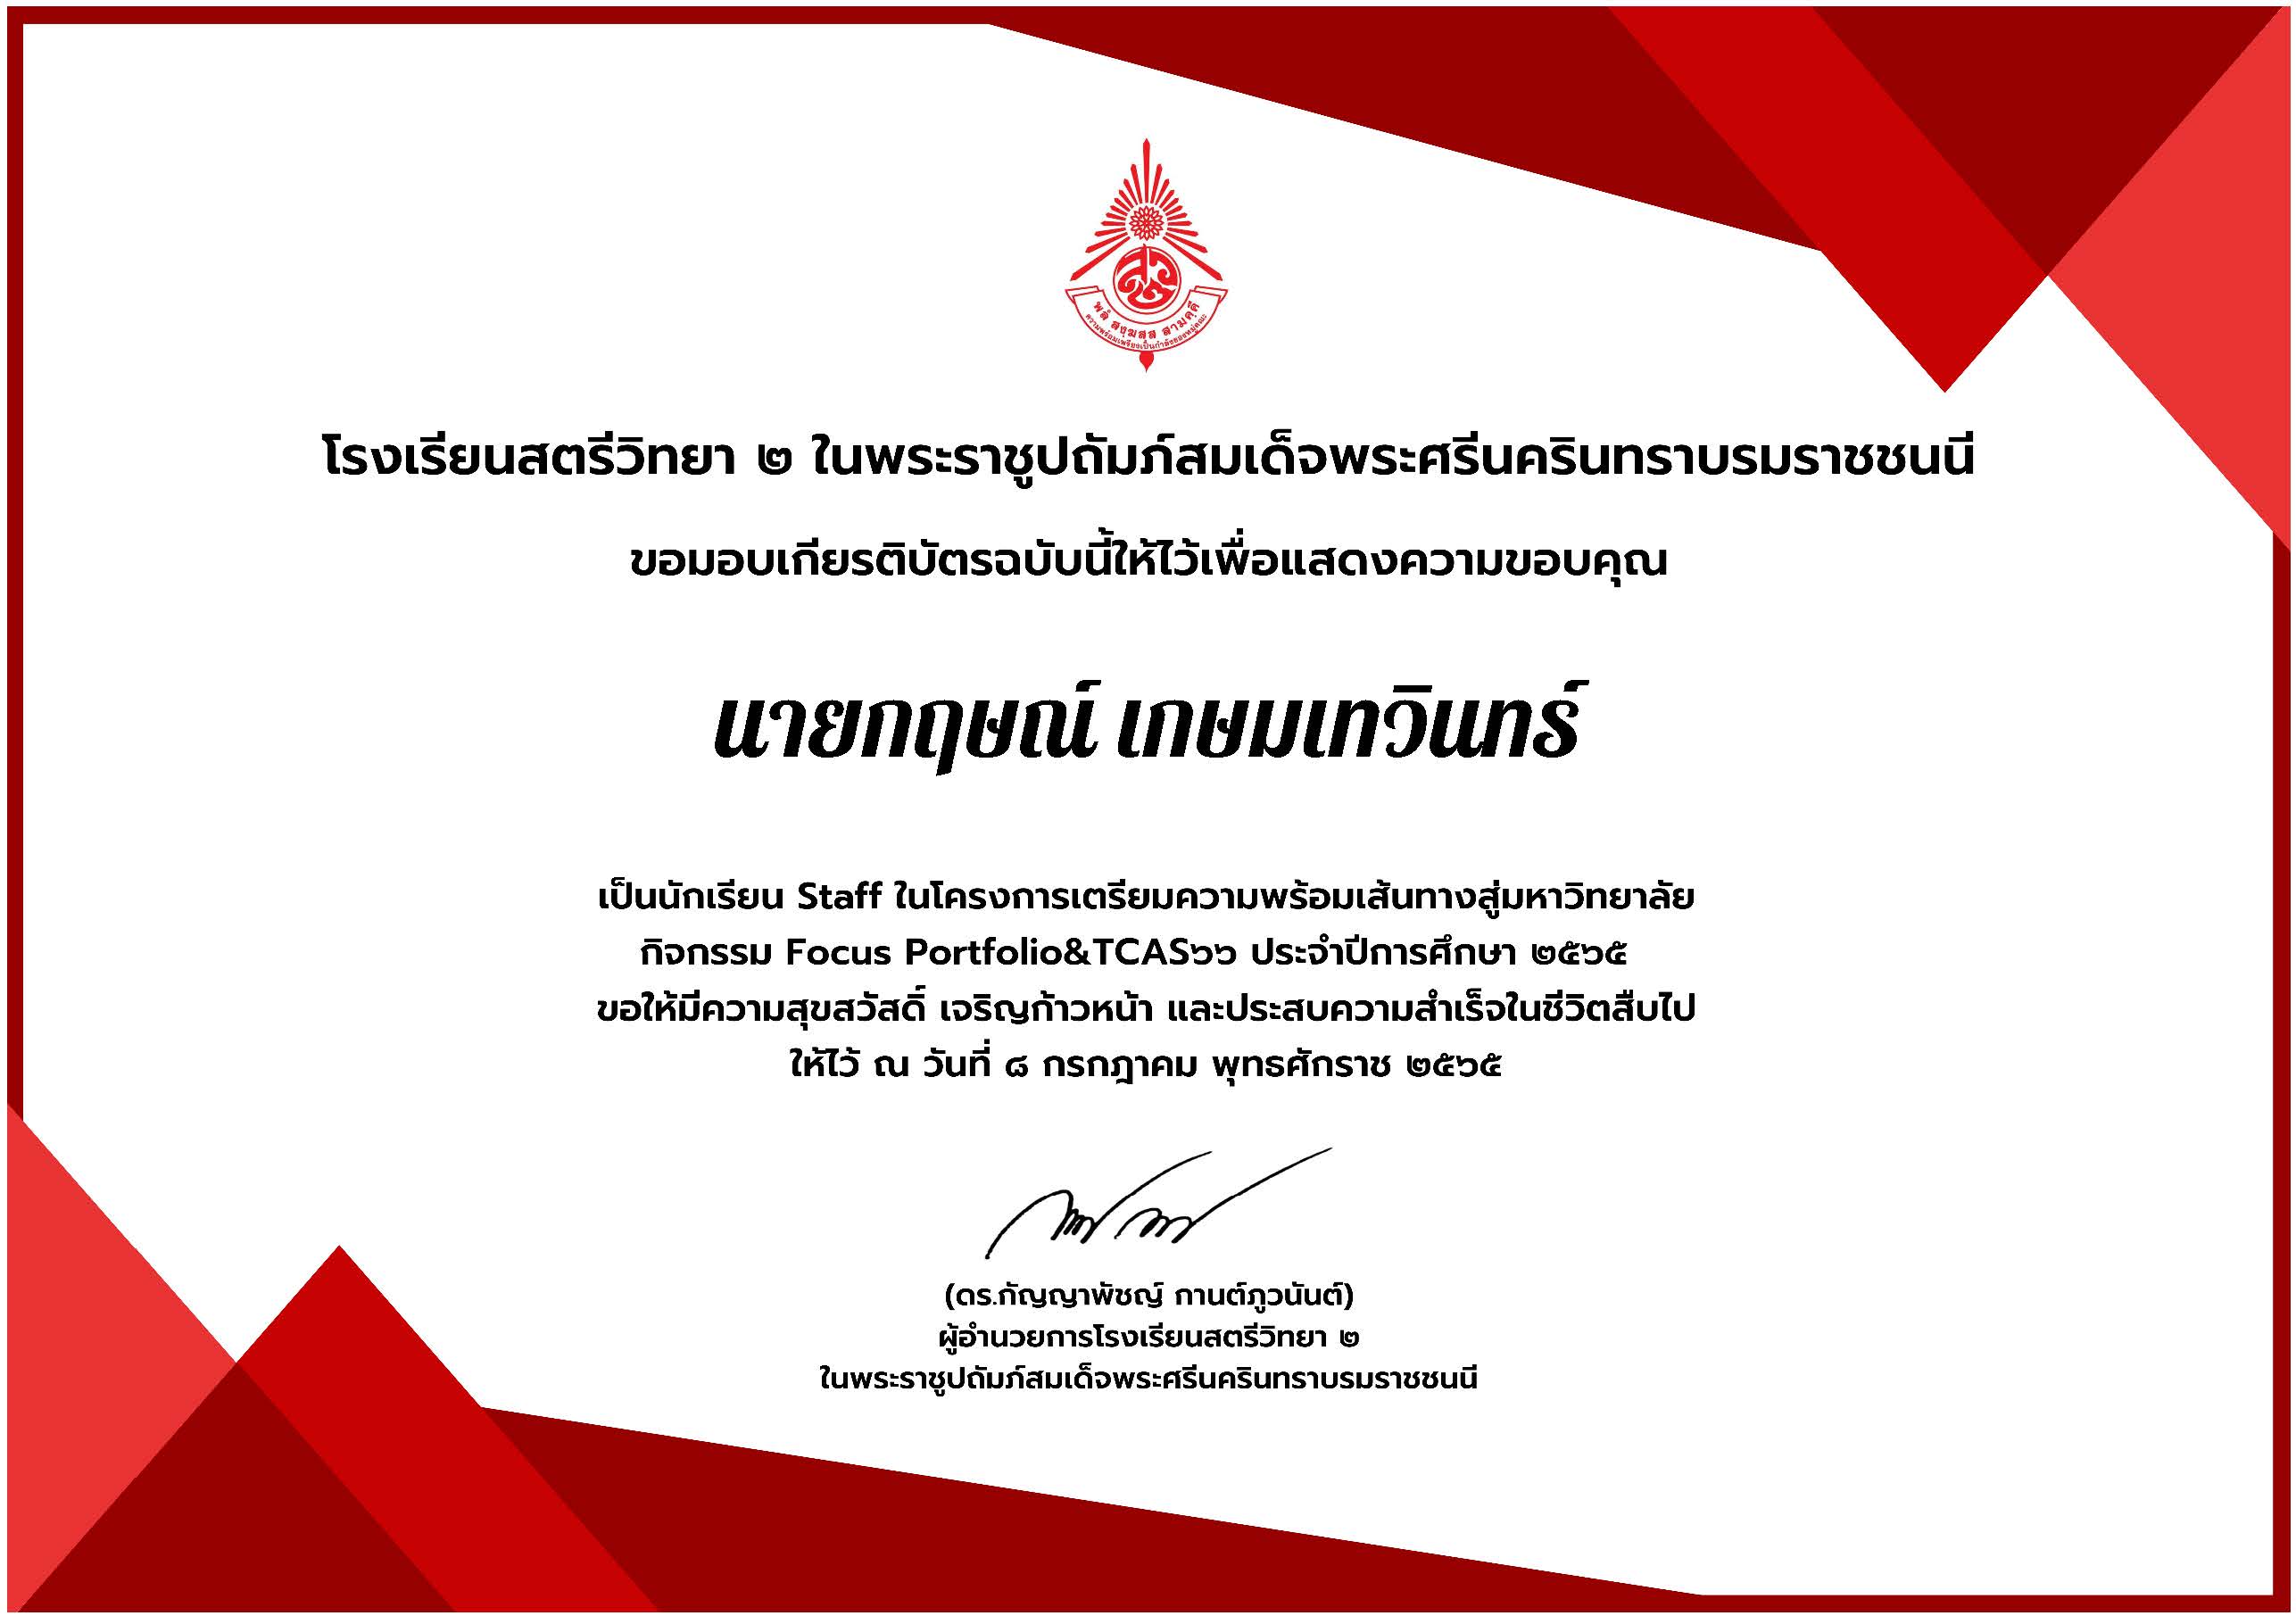 พลํ สงฺฆสฺส สามคฺคี
ความพร้อมเพรียงเป็นกำลังของหมู่คณะ
โรงเรียนสตรีวิทยา ๒ ในพระราชูปถัมภ์สมเด็จพระศรีนครินทราบรมราชชนนี
ขอมอบเกียรติบัตรฉบับนี้ให้ไว้เพื่อแสดงความขอบคุณ
นายกฤษณ์ เกษมเทวินทร์
เป็นนักเรียน Staff ในโครงการเตรียมความพร้อมเส้นทางสู่มหาวิทยาลัย
กิจกรรม Focus Portfolio&TCAS๖๖ ประจำปีการศึกษา ๒๕๖๕
ขอให้มีความสุขสวัสดิ์ เจริญก้าวหน้า และประสบความสำเร็จในชีวิตสืบไป
ให้ไว้ ณ วันที่ ๘ กรกฎาคม พุทธศักราช ๒๕๖๕
(ดร.กัญญาพัชญ์ กานต์ภูวนันต์)
ผู้อำนวยการโรงเรียนสตรีวิทยา ๒
ในพระราชูปถัมภ์สมเด็จพระศรีนครินทราบรมราชชนนี